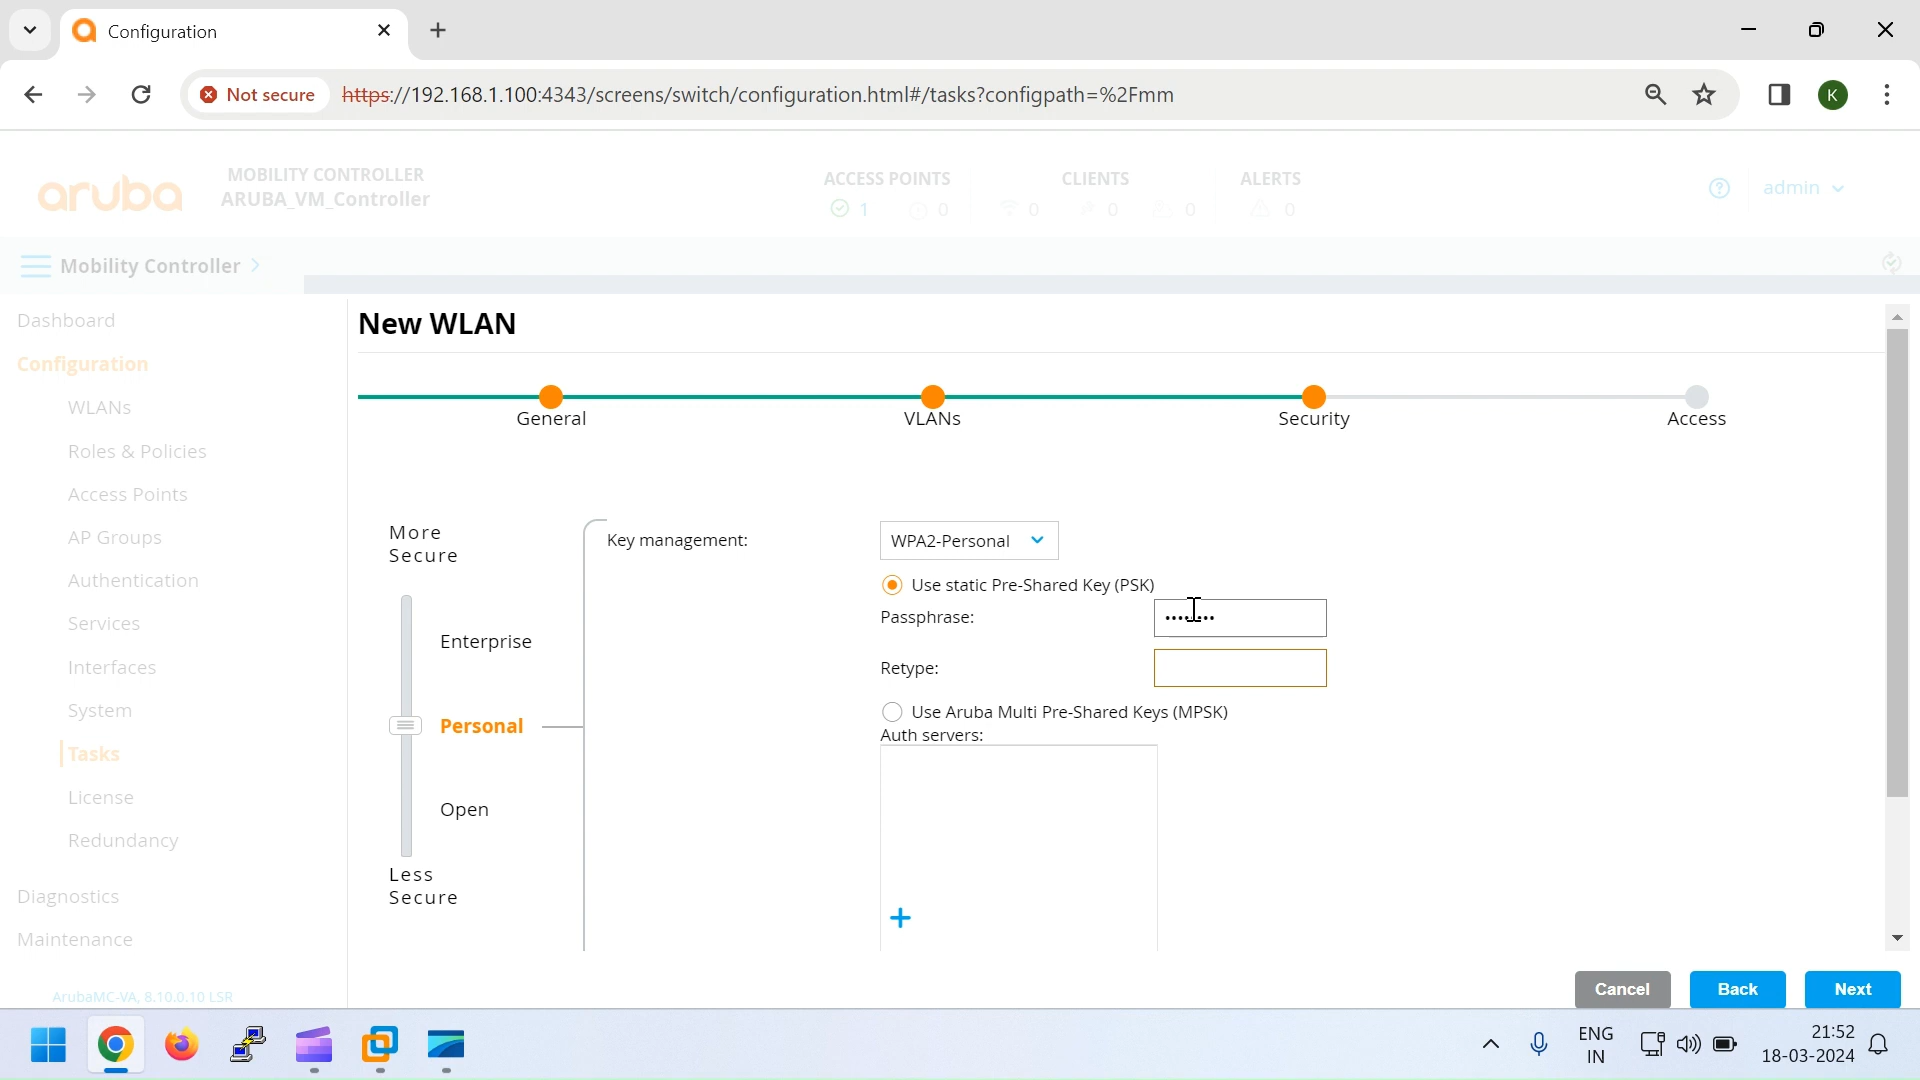 Configuration
Not secure https://192.168.1.100:4343/screens/switch/configuration.html#/tasks?configpath=%2Fmm K
aruba
MOBILITY CONTROLLER
ARUBA_VM_Controller
ACCESS POINTS
1 0
CLIENTS
0 0 0
ALERTS
0
admin
Mobility Controller
Dashboard
Configuration
WLANs
Roles & Policies
Access Points
AP Groups
Authentication
Services
Interfaces
System
Tasks
License
Redundancy
Diagnostics
Maintenance
ArubaMC-VA, 8.10.0.10 LSR
New WLAN
General
VLANs
Security
Access
More
Secure
Enterprise
Personal
Open
Less
Secure
Key management:
WPA2-Personal
Use static Pre-Shared Key (PSK)
Passphrase:
Retype:
Use Aruba Multi Pre-Shared Keys (MPSK)
Auth servers:
Cancel
Back
Next
ENG
IN
21:52
18-03-2024